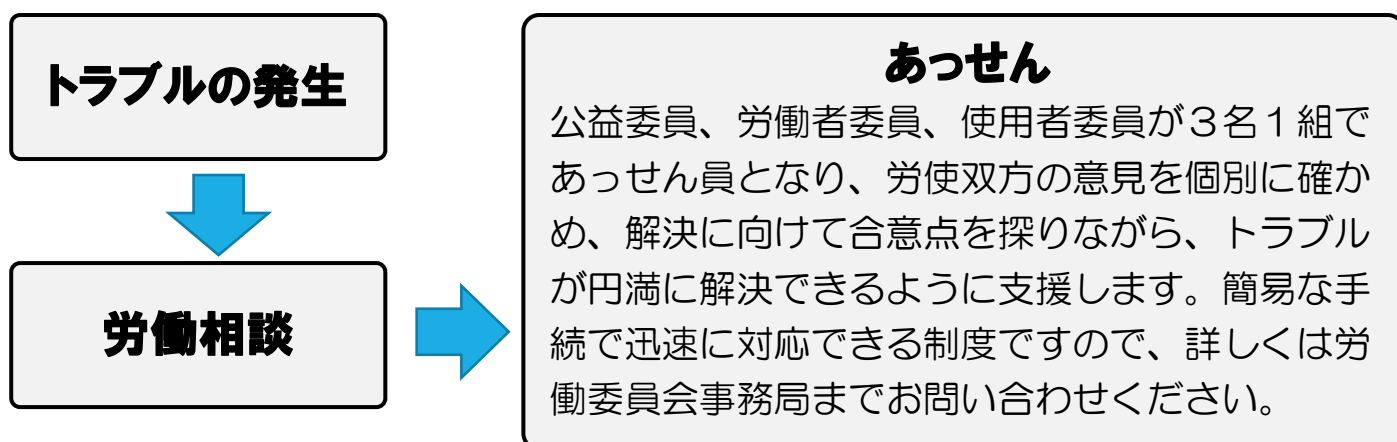 トラブルの発生
労働相談
あっせん
公益委員、労働者委員、使用者委員が３名１組で
あっせん員となり、労使双方の意見を個別に確か
め、解決に向けて合意点を探りながら、トラブル
が円満に解決できるように支援します。簡易な手
続で迅速に対応できる制度ですので、詳しくは労
働委員会事務局までお問い合わせください。